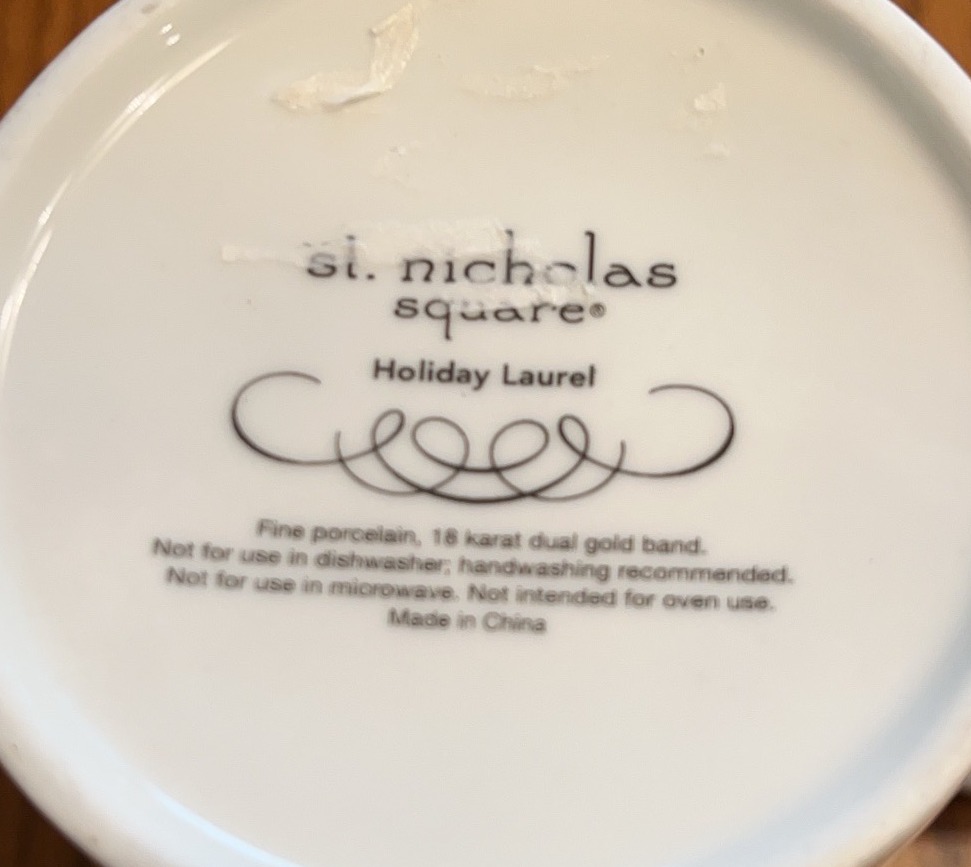 st. nicholas
square®
Holiday Laurel
Fine porcelain, 18 karat dual gold band.
Not for use in dishwasher; handwashing recommended.
Not for use in microwave. Not intended for oven use.
Made in China